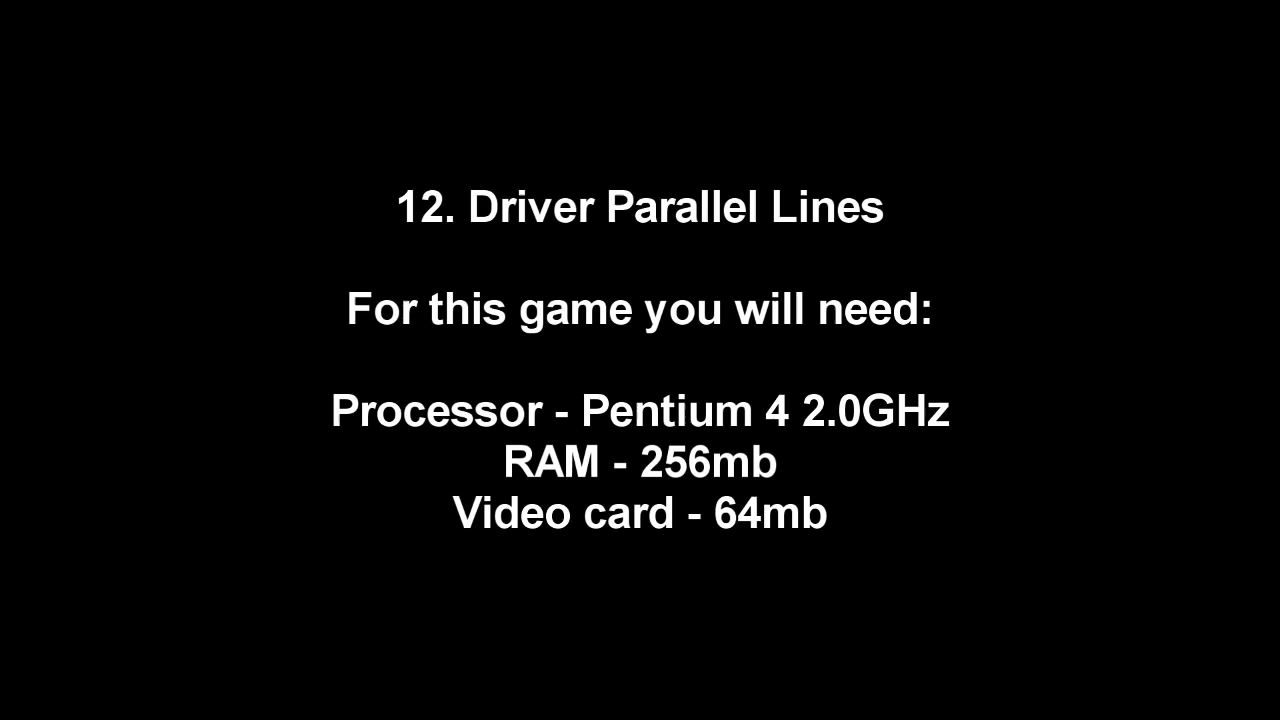 12. Driver Parallel Lines
For this game you will need:
Processor - Pentium 4 2.0GHz
RAM - 256mb
Video card - 64mb